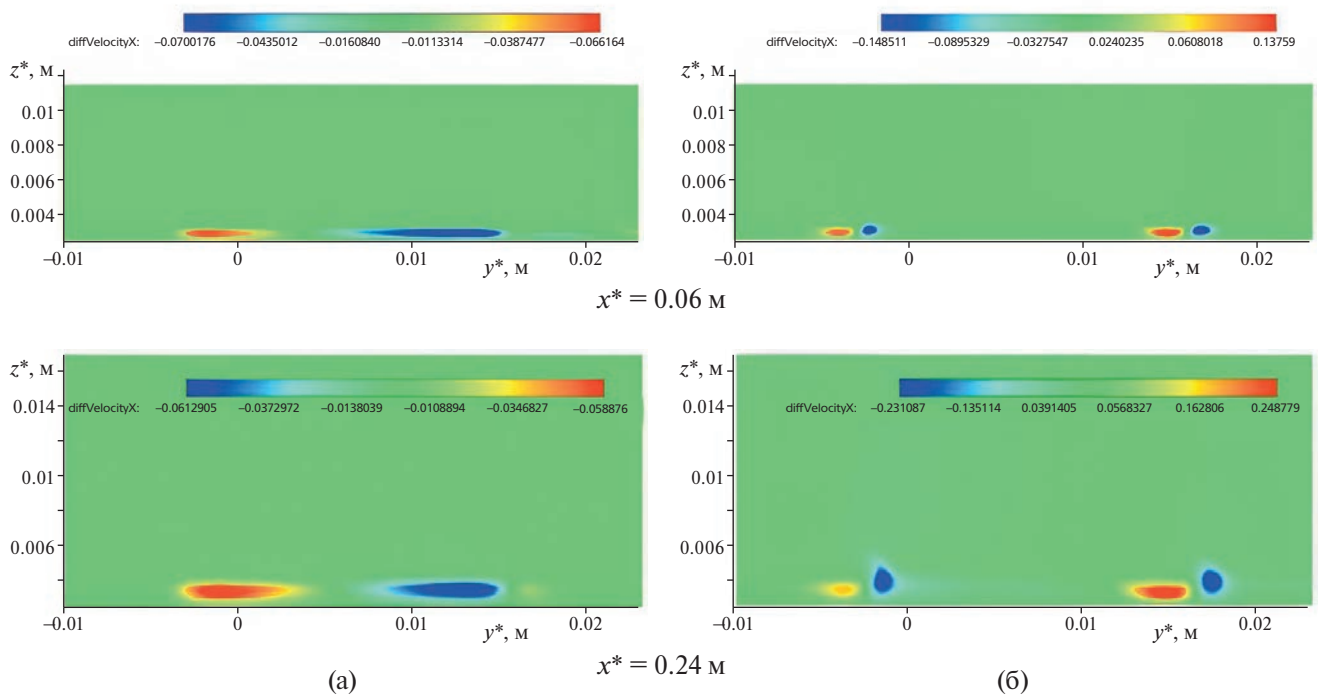 diffVelocityX: −0.0700176 −0.0435012 −0.0160840 −0.0113314 −0.0387477 −0.066164
z*, м
0.01
0.008
0.006
0.004
−0.01 0 0.01 0.02
y*, м
diffVelocityX: −0.148511 −0.0895329 −0.0327547 0.0240235 0.0608018 0.13759
z*, м
0.01
0.008
0.006
0.004
−0.01 0 0.01 0.02
y*, м
x* = 0.06 м
z*, м
diffVelocityX: −0.0612905 −0.0372972 −0.0138039 −0.0108894 −0.0346827 −0.058876
0.014
0.01
0.006
−0.01 0 0.01 0.02
y*, м
z*, м
diffVelocityX: −0.231087 −0.135114 0.0391405 0.0568327 0.162806 0.248779
0.014
0.01
0.006
−0.01 0 0.01 0.02
y*, м
x* = 0.24 м
(а) (б)